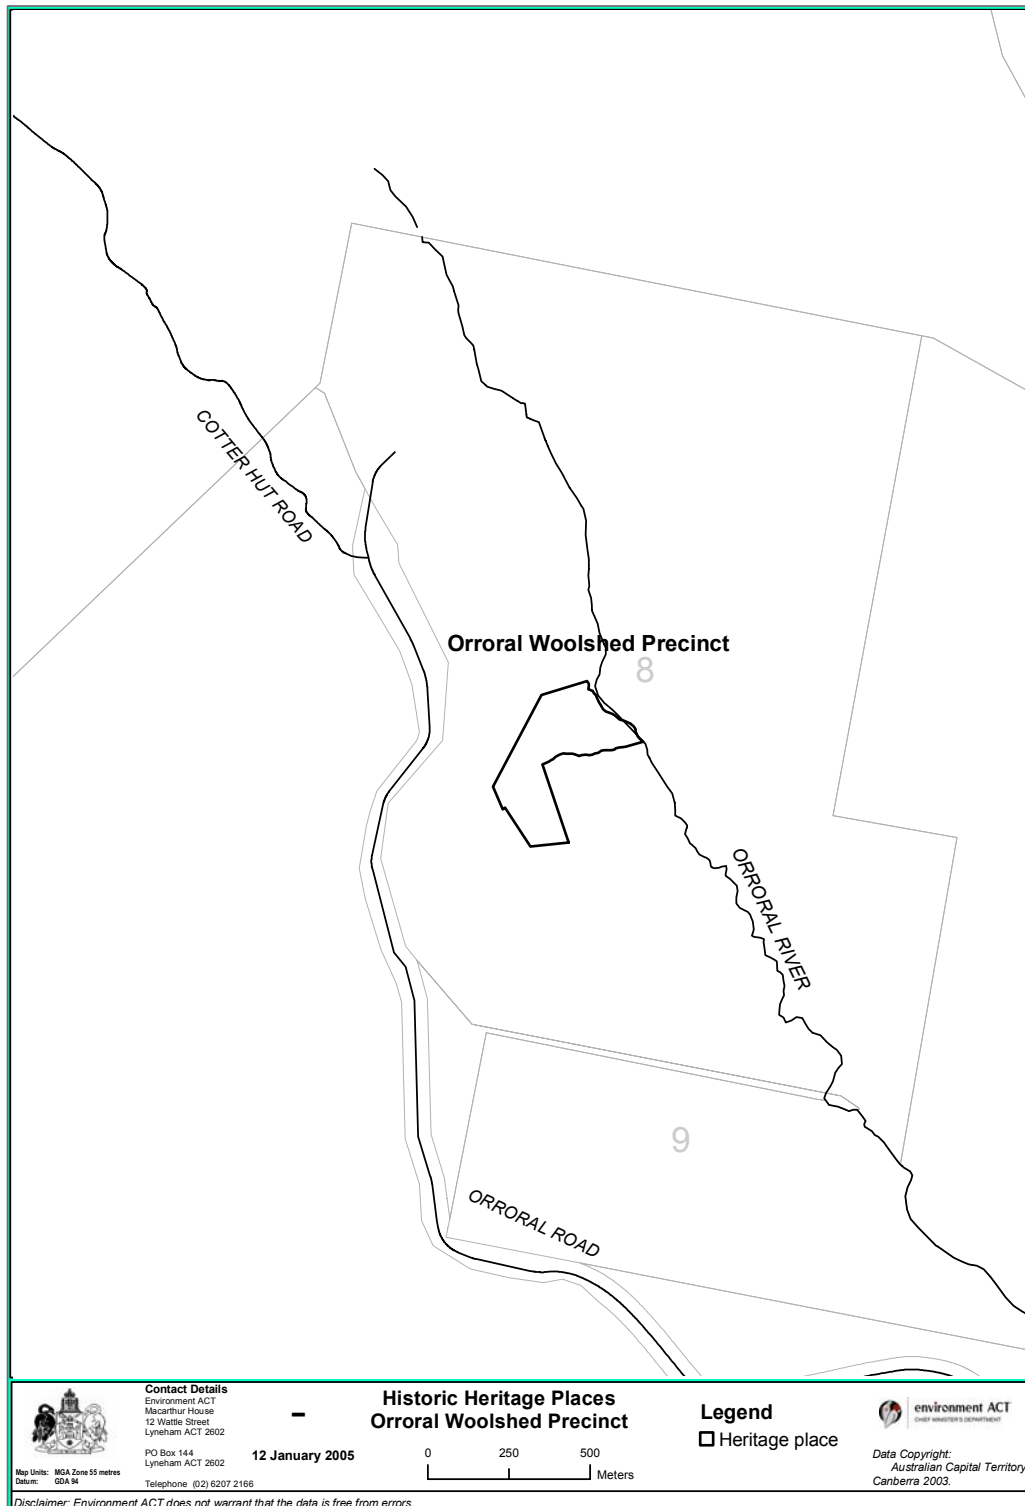 COTTER HUT ROAD
Orroral Woolshed Precinct
8
ORRORAL RIVER
9
ORRORAL ROAD
Contact Details
Environment ACT
Macarthur House
12 Wattle Street
Lyneham ACT 2602
PO Box 144
Lyneham ACT 2602
Telephone (02) 6207 2166
Map Units: MGA Zone 55 metres
Datum: GDA 94
12 January 2005
Historic Heritage Places
Orroral Woolshed Precinct
0 250 500
Meters
Legend
Heritage place
environment ACT
CHIEF MINISTER'S DEPARTMENT
Data Copyright:
Australian Capital Territory
Canberra 2003.
Disclaimer: Environment ACT does not warrant that the data is free from errors